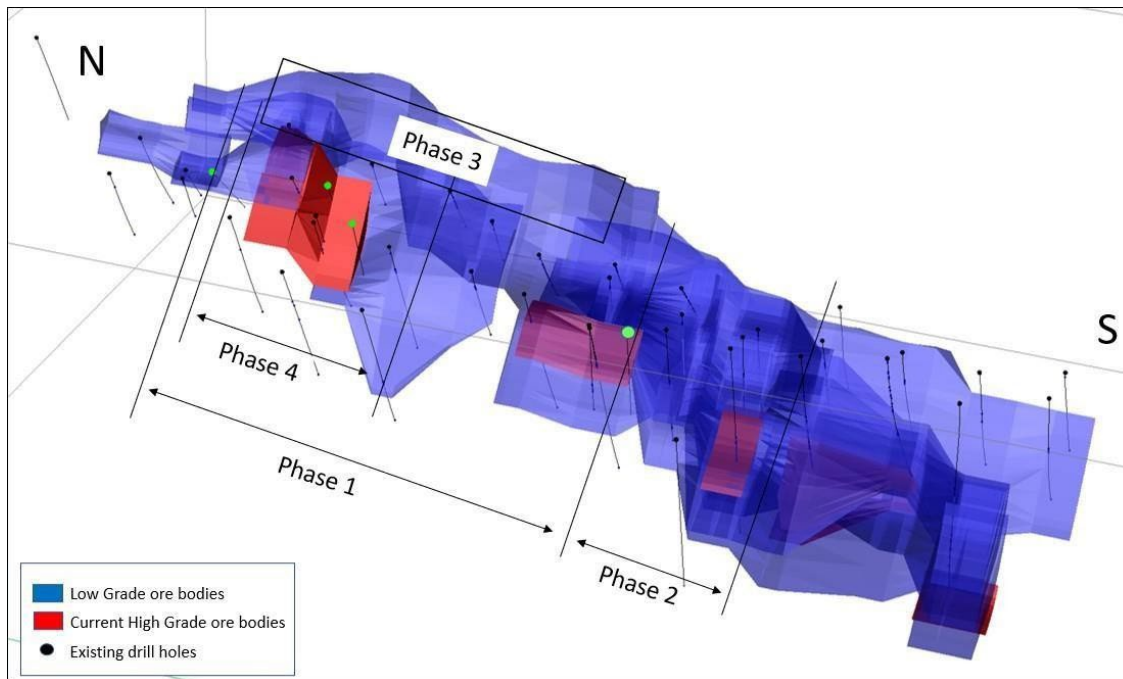 N
Phase 3
S
Phase 4
Phase 1
Phase 2
Low Grade ore bodies
Current High Grade ore bodies
Existing drill holes